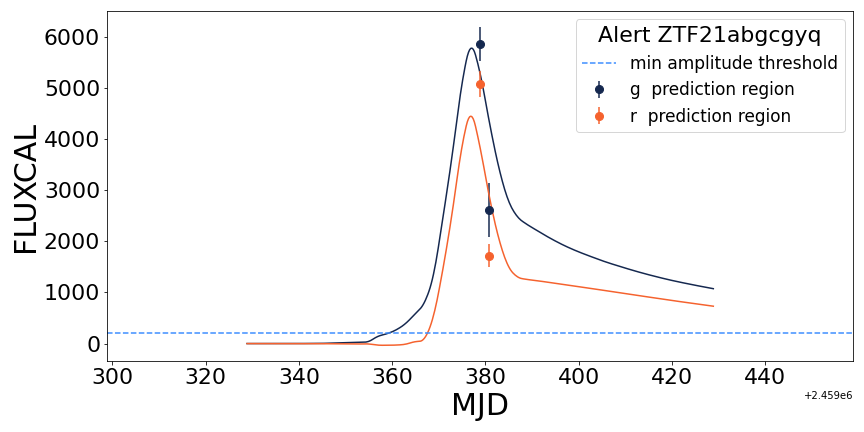 Alert ZTF21abgcgyq
min amplitude threshold
g prediction region
r prediction region
FLUXCAL
6000
5000
4000
3000
2000
1000
0
300 320 340 360 380 400 420 440
+2.459e6
MJD